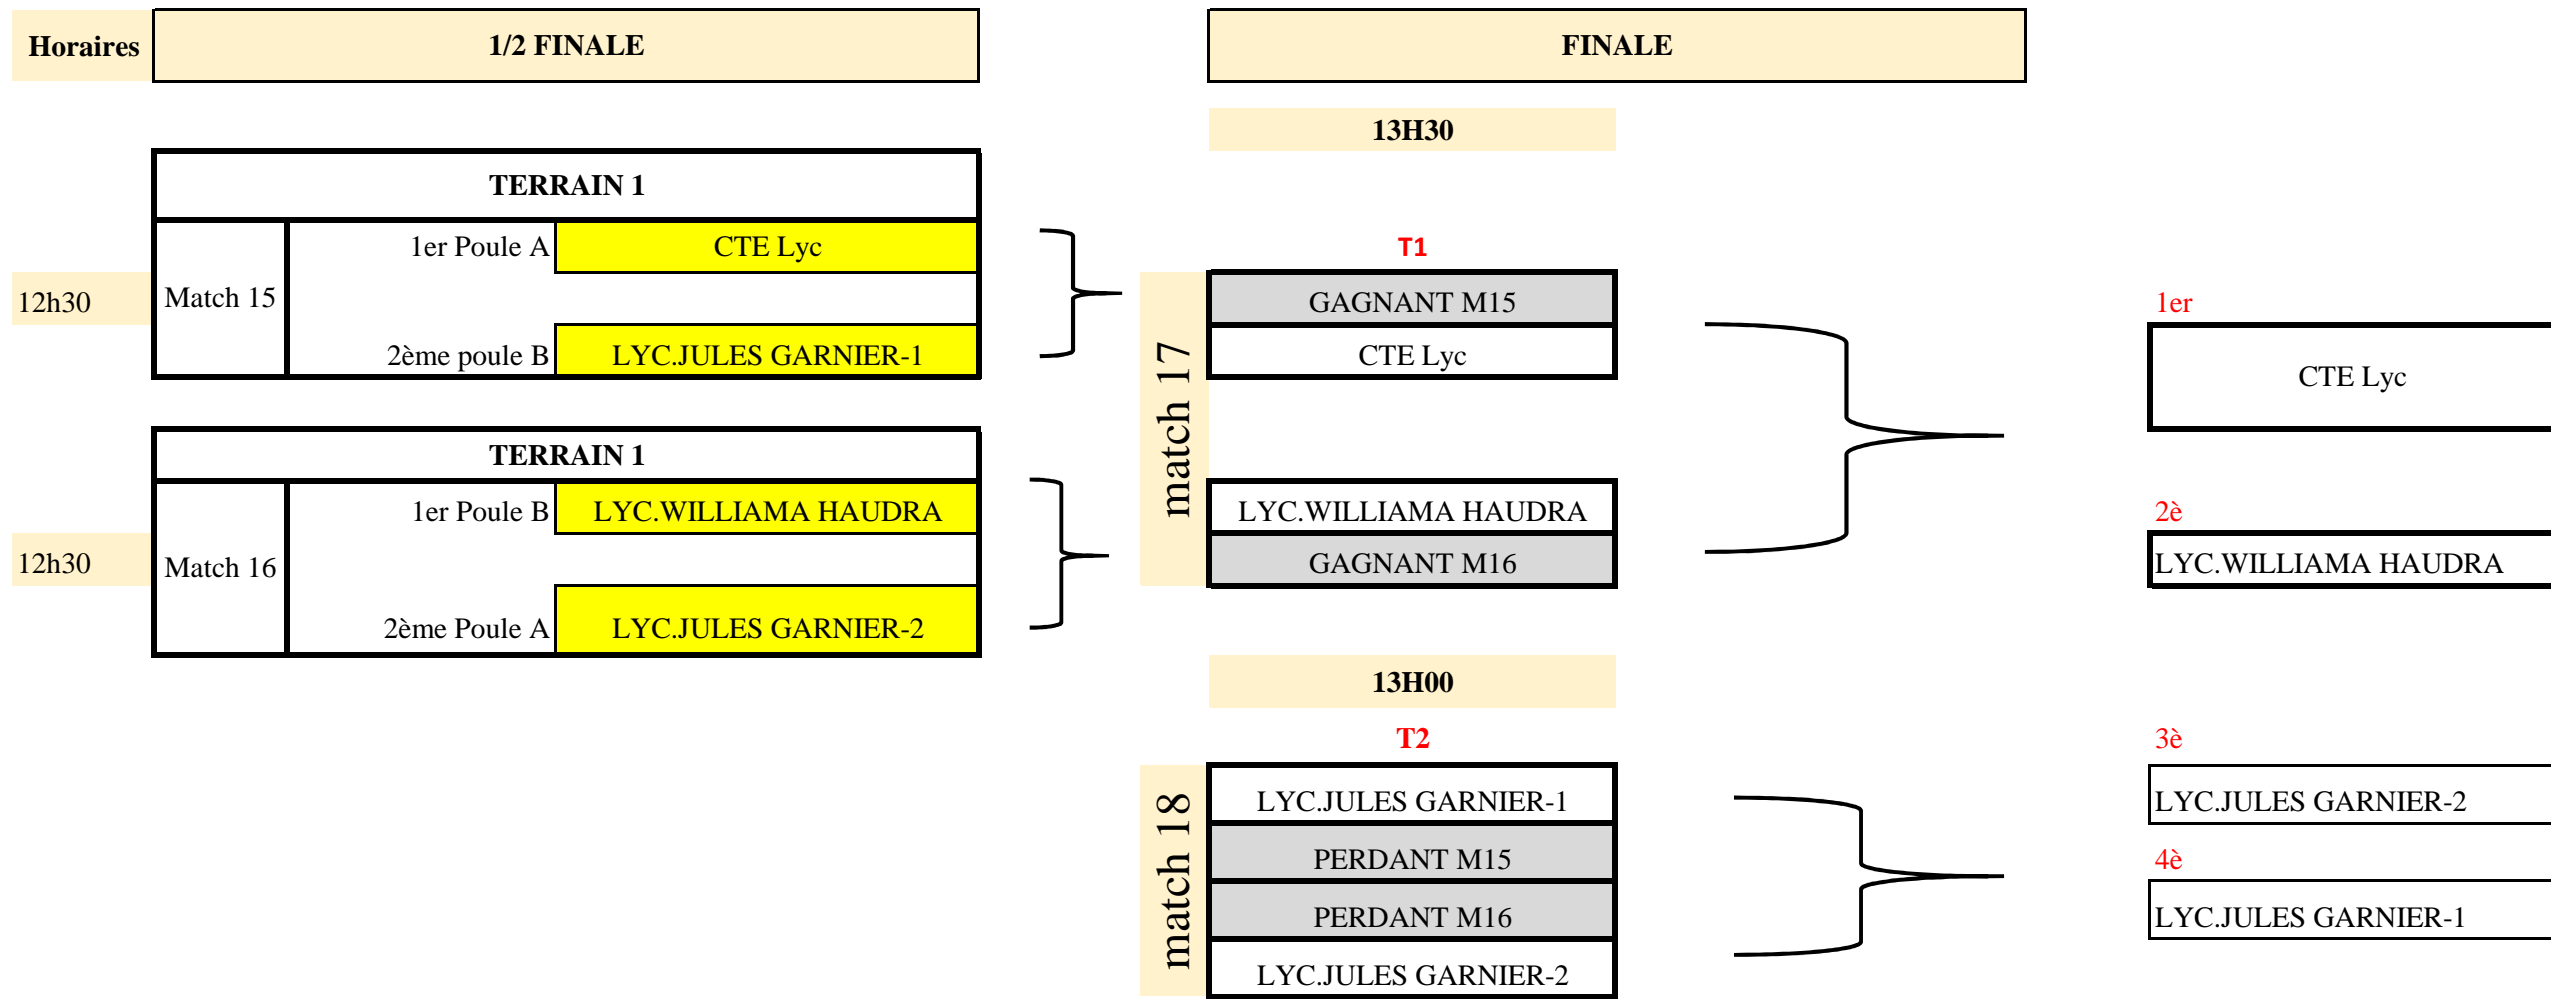 Horaires
1/2 FINALE
FINALE
13H30
TERRAIN 1
1er Poule A
CTE Lyc
T1
12h30
Match 15
GAGNANT M15
1er
2ème poule B
LYC.JULES GARNIER-1
CTE Lyc
CTE Lyc
match 17
TERRAIN 1
1er Poule B
LYC.WILLIAMA HAUDRA
LYC.WILLIAMA HAUDRA
2è
12h30
Match 16
GAGNANT M16
LYC.WILLIAMA HAUDRA
2ème Poule A
LYC.JULES GARNIER-2
13H00
T2
3è
match 18
LYC.JULES GARNIER-1
LYC.JULES GARNIER-2
PERDANT M15
4è
PERDANT M16
LYC.JULES GARNIER-1
LYC.JULES GARNIER-2